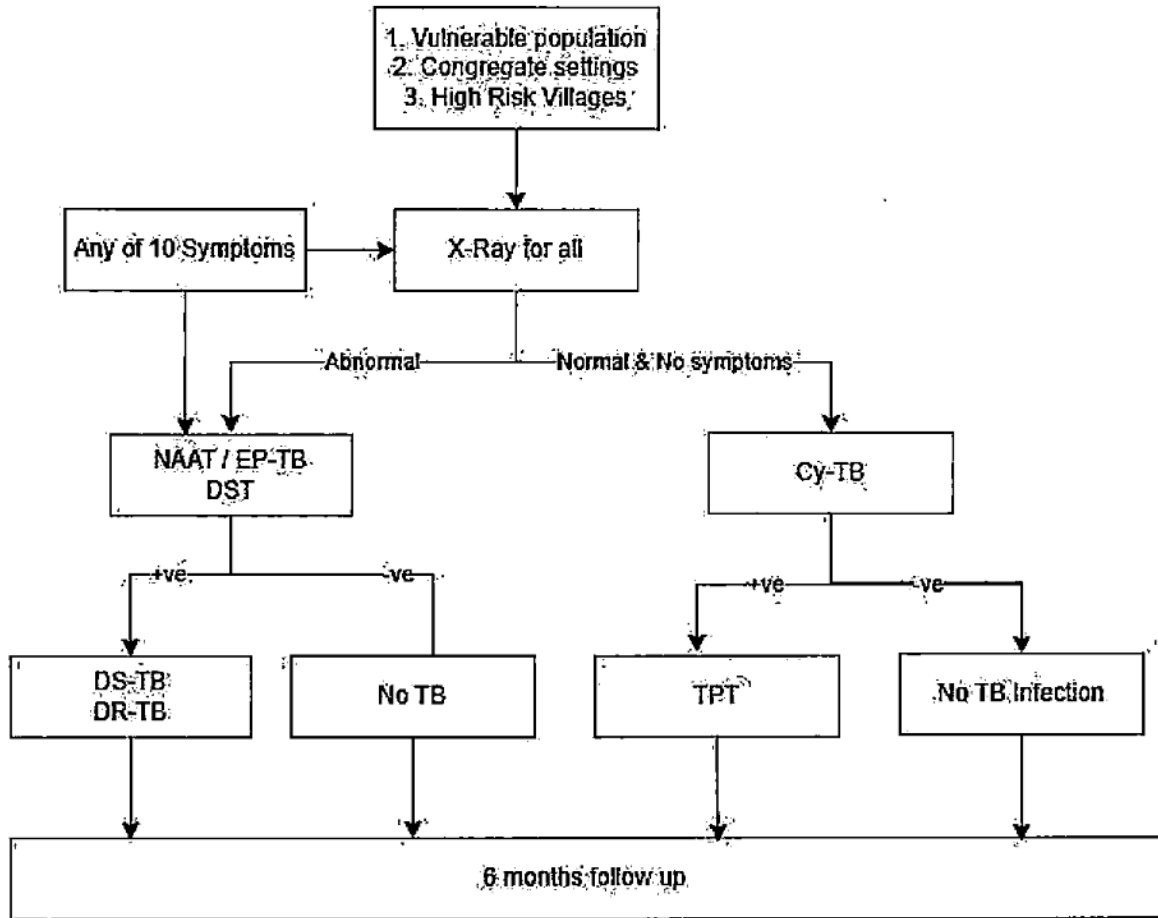 1. Vulnerable population
2. Congregate settings
3. High Risk Villages
Any of 10 Symptoms
X-Ray for all
Abnormal
Normal & No symptoms
NAAT / EP-TB
DST
Cy-TB
+ve
-ve
+ve
-ve
DS-TB
DR-TB
No TB
TPT
No TB Infection
6 months follow up